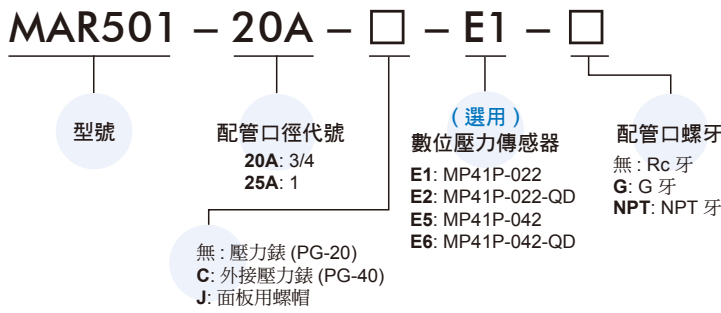 MAR501 – 20A – □ – E1 – □
型號
配管口徑代號
20A: 3/4
25A: 1
無 : 壓力錶 (PG-20)
C: 外接壓力錶 (PG-40)
J: 面板用螺帽
（選用）
數位壓力傳感器
E1: MP41P-022
E2: MP41P-022-QD
E5: MP41P-042
E6: MP41P-042-QD
配管口螺牙
無 : Rc 牙
G: G 牙
NPT: NPT 牙